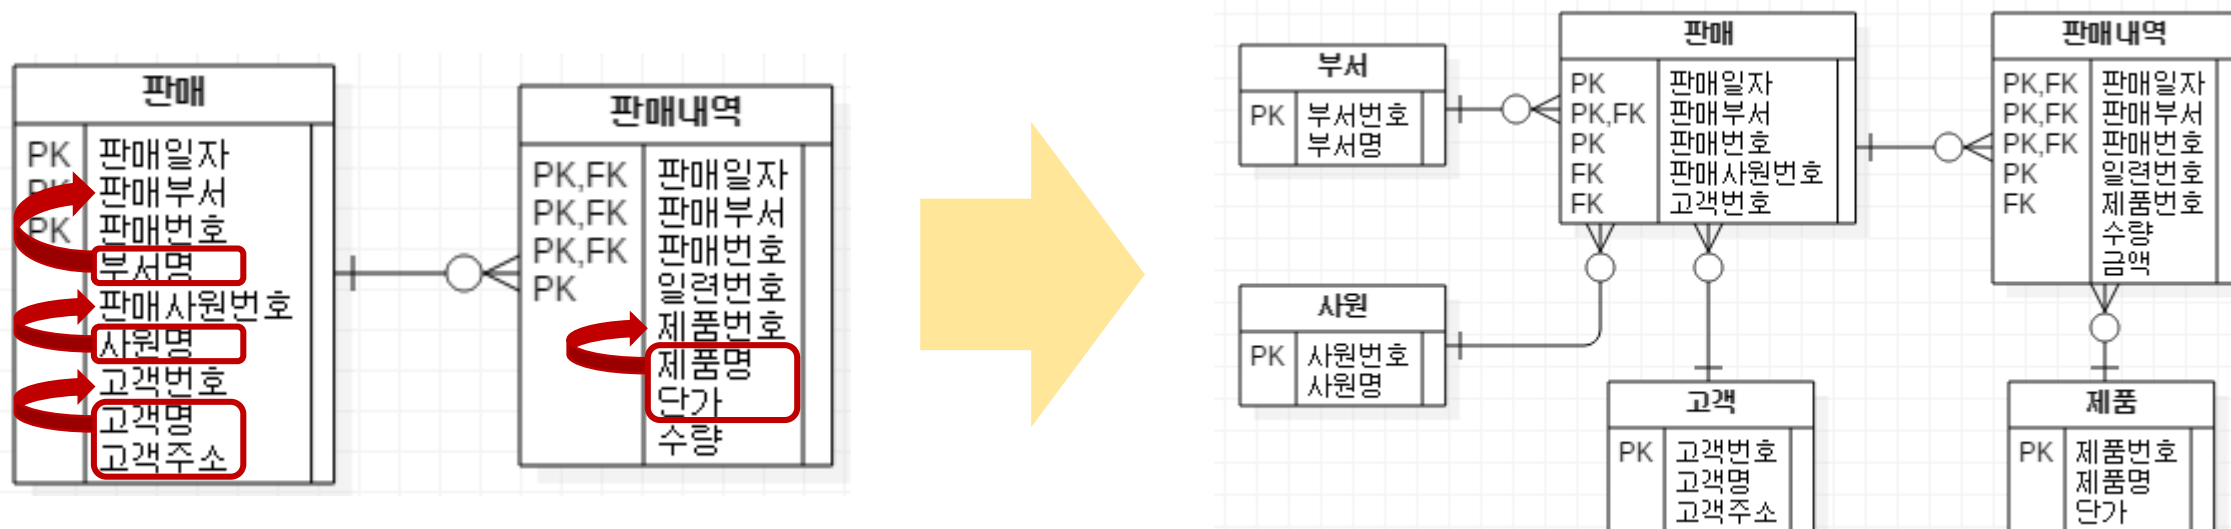 판매
PK 판매일자
PK 판매부서
PK 판매번호
부서명
판매사원번호
사원명
고객번호
고객명
고객주소
판매내역
PK,FK 판매일자
PK,FK 판매부서
PK,FK 판매번호
PK 일련번호
제품번호
제품명
단가
수량
부서
PK 부서번호
부서명
판매
PK 판매일자
PK,FK 판매부서
PK 판매번호
FK 판매사원번호
FK 고객번호
판매내역
PK,FK 판매일자
PK,FK 판매부서
PK,FK 판매번호
PK 일련번호
FK 제품번호
수량
금액
사원
PK 사원번호
사원명
고객
PK 고객번호
고객명
고객주소
제품
PK 제품번호
제품명
단가